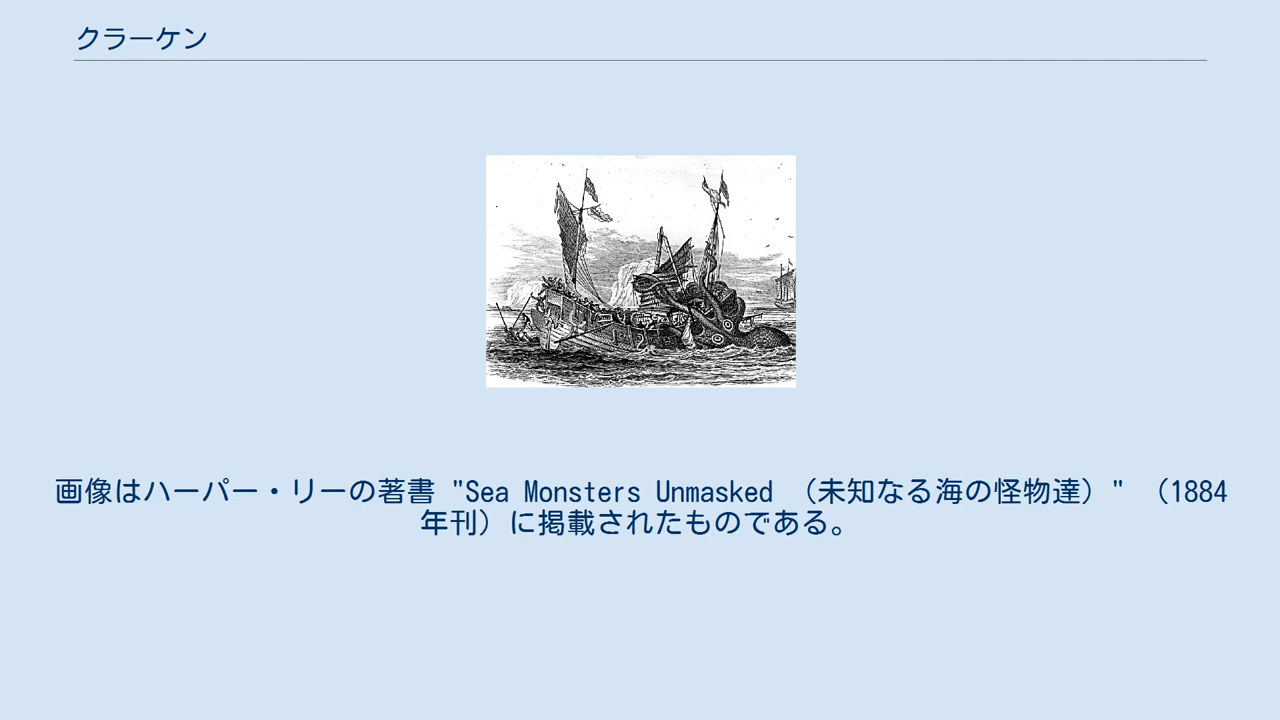 クラーケン
画像はハーパー・リーの著書 "Sea Monsters Unmasked （未知なる海の怪物達）" （1884
年刊）に掲載されたものである。